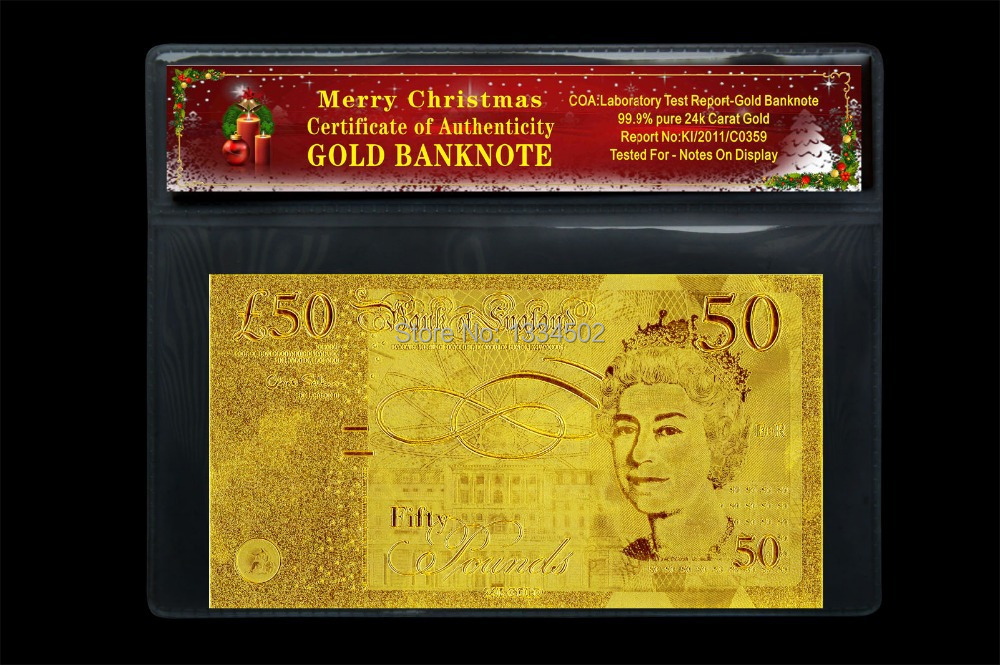 Merry Christmas
Certificate of Authenticity
GOLD BANKNOTE
COA:Laboratory Test Report-Gold Banknote
99.9% pure 24k Carat Gold
Report No:KI/2011/C0359
Tested For - Notes On Display
£50
Bank of England
50
Store No: 1334502
E II R
Fifty
Pounds
50